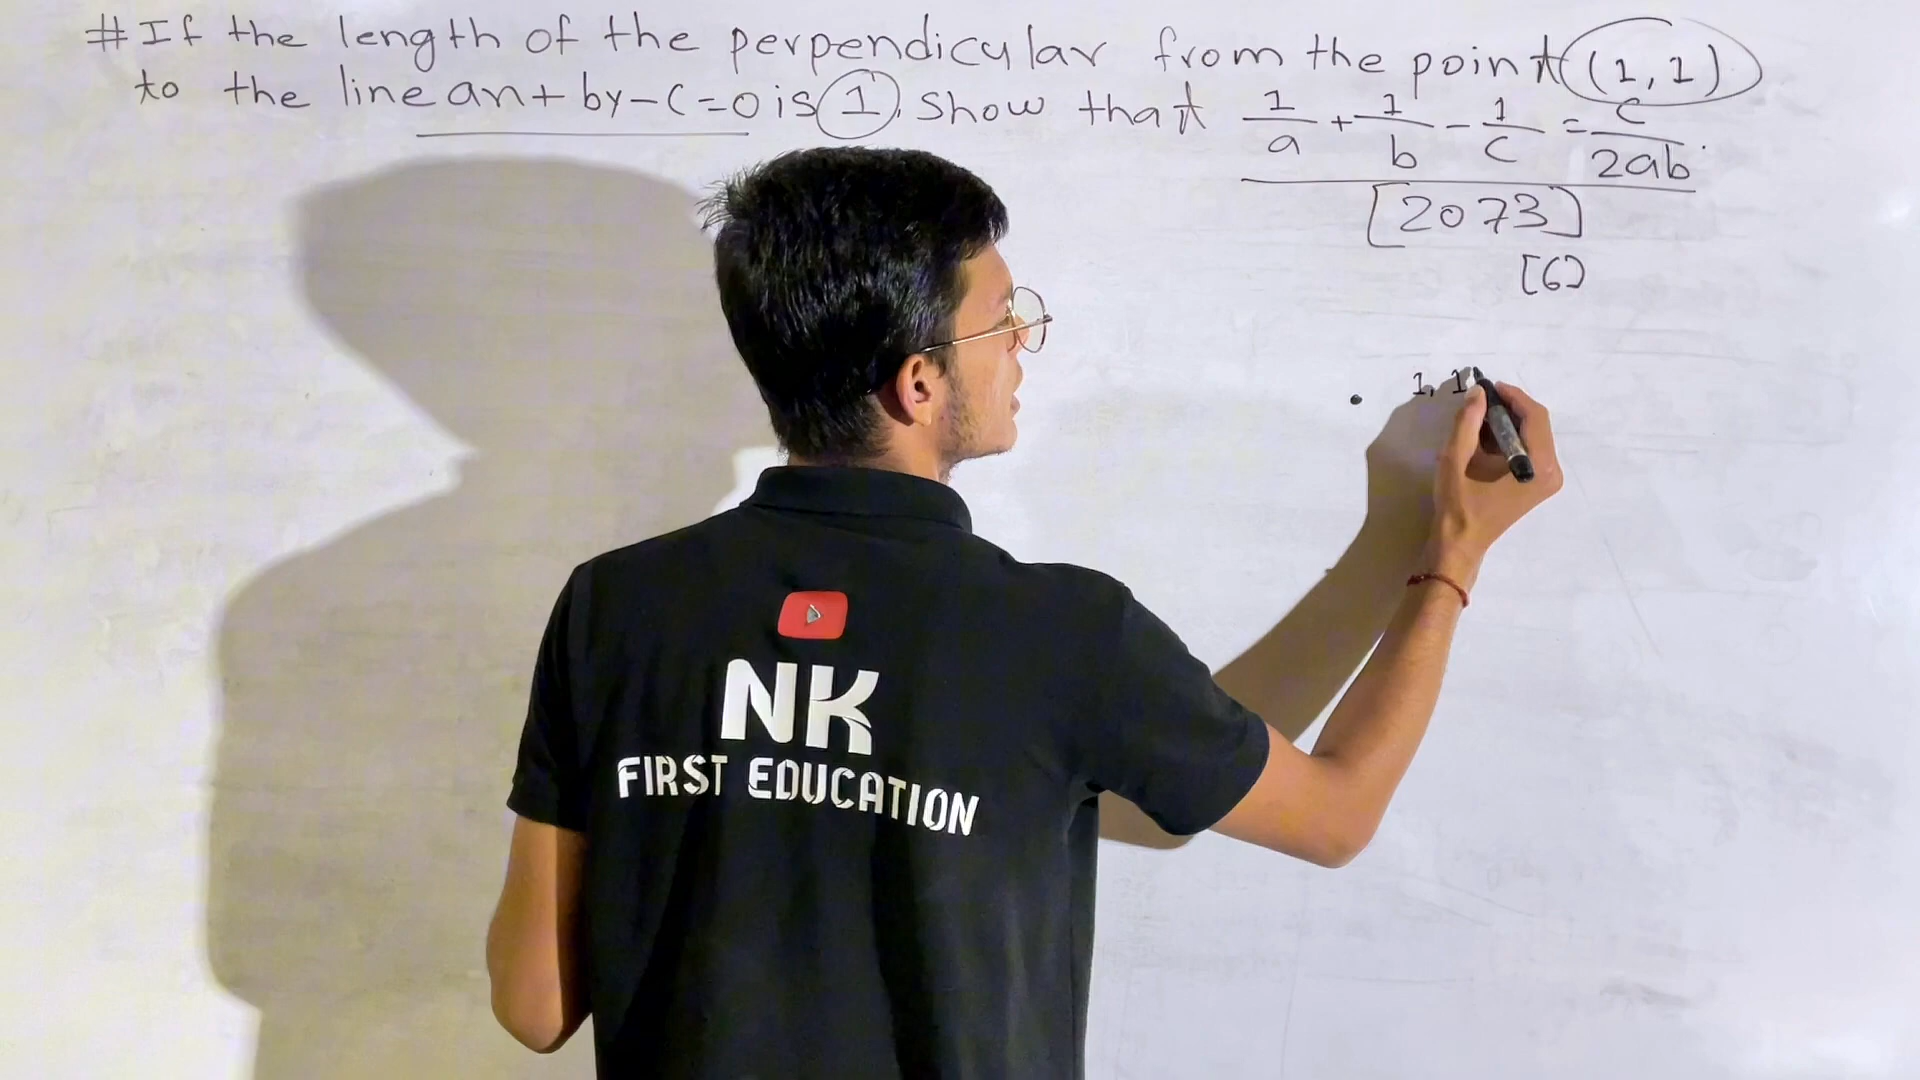 #If the length of the perpendicular from the point (1,1)
to the line an+by-c=0 is 1. Show that 1/a + 1/b - 1/c = c/2ab.
[2073]
[6]
1, 1
NK
FIRST EDUCATION